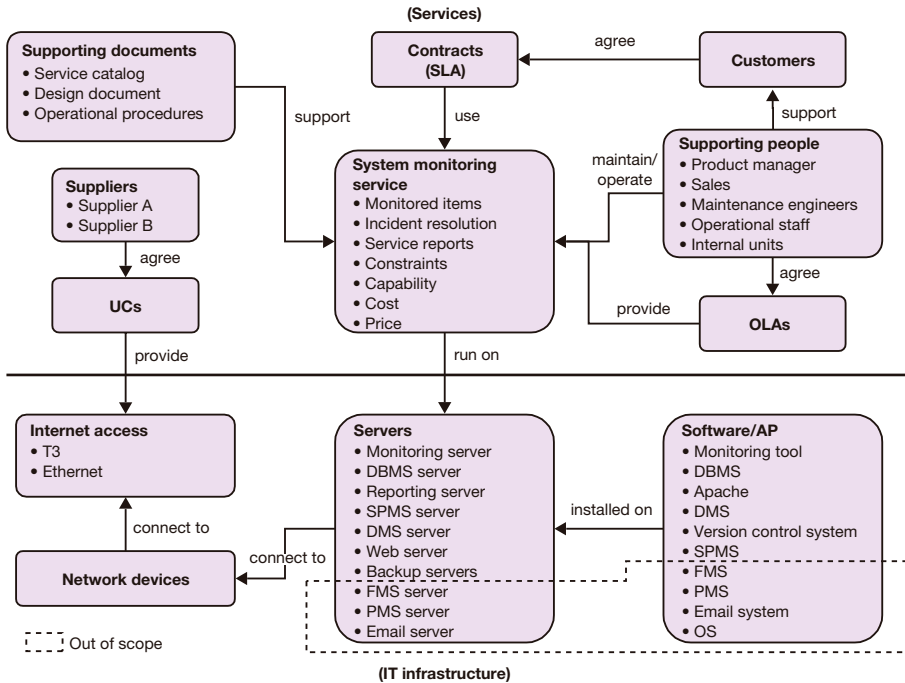 (Services)
Supporting documents
• Service catalog
• Design document
• Operational procedures
Contracts
(SLA)
agree
Customers
support
use
support
Supporting people
• Product manager
• Sales
• Maintenance engineers
• Operational staff
• Internal units
maintain/
operate
System monitoring
service
• Monitored items
• Incident resolution
• Service reports
• Constraints
• Capability
• Cost
• Price
Suppliers
• Supplier A
• Supplier B
agree
UCs
agree
provide
OLAs
provide
run on
Internet access
• T3
• Ethernet
Servers
• Monitoring server
• DBMS server
• Reporting server
• SPMS server
• DMS server
• Web server
• Backup servers
• FMS server
• PMS server
• Email server
Software/AP
• Monitoring tool
• DBMS
• Apache
• DMS
• Version control system
• SPMS
• FMS
• PMS
• Email system
• OS
installed on
connect to
connect to
Network devices
Out of scope
(IT infrastructure)